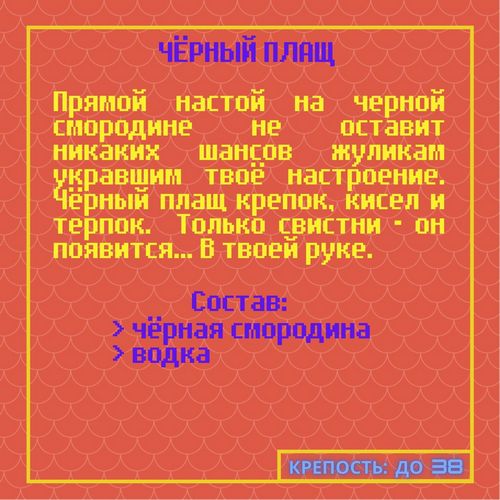 ЧЁРНЫЙ ПЛАЩ
Прямой настой на черной
смородине не оставит
никаких шансов жуликам
укравшим твоё настроение.
Чёрный плащ крепок, кисел и
терпок. Только свистни - он
появится... В твоей руке.
Состав:
> чёрная смородина
> водка
КРЕПОСТЬ: ДО 38